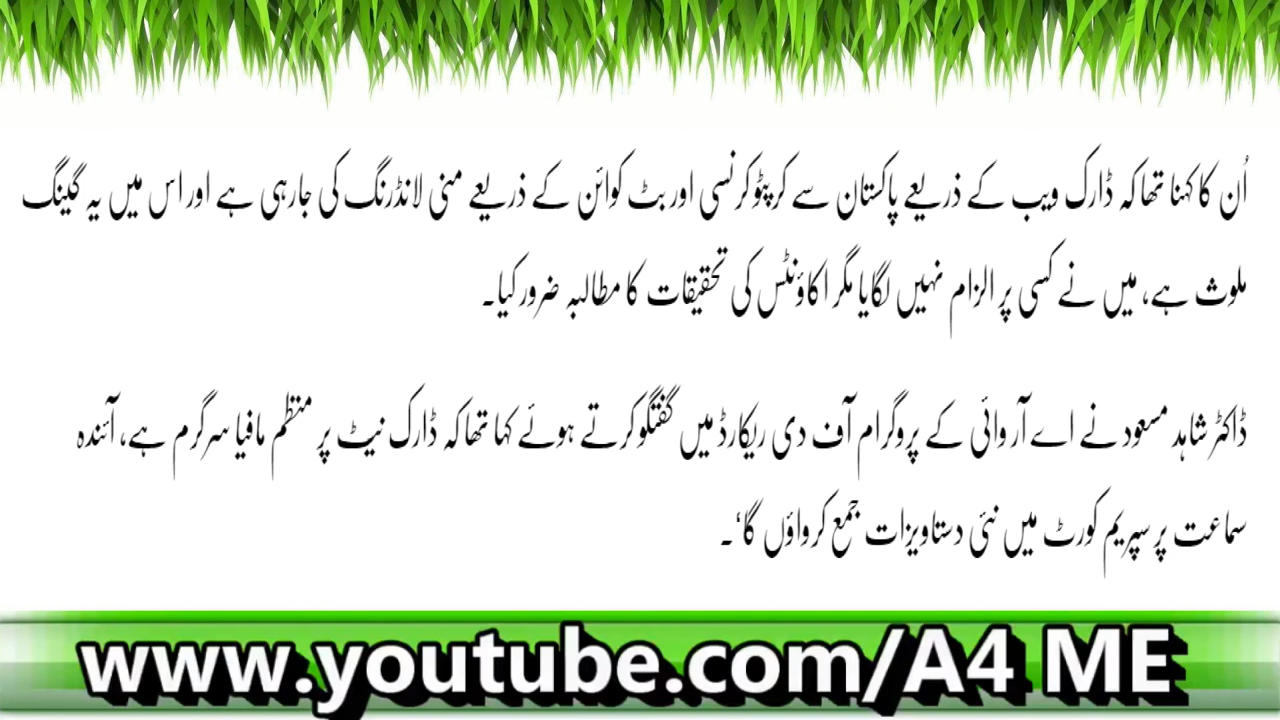 اُن کا کہنا تھا کہ ڈارک ویب کے ذریعے پاکستان سے کرپٹو کرنسی اور بٹ کوائن کے ذریعے منی لانڈرنگ کی جارہی ہے اور اس میں یہ گینگ
ملوث ہے، میں نے کسی پر الزام نہیں لگایا مگر اکاؤنٹس کی تحقیقات کا مطالبہ ضرور کیا۔
ڈاکٹر شاہد مسعود نے اے آر وائی کے پروگرام آف دی ریکارڈ میں گفتگو کرتے ہوئے کہا تھا کہ ڈارک نیٹ پر منظم مافیا سرگرم ہے، آئندہ
سماعت پر سپریم کورٹ میں نئی دستاویزات جمع کرواؤں گا‘۔
www.youtube.com/A4 ME